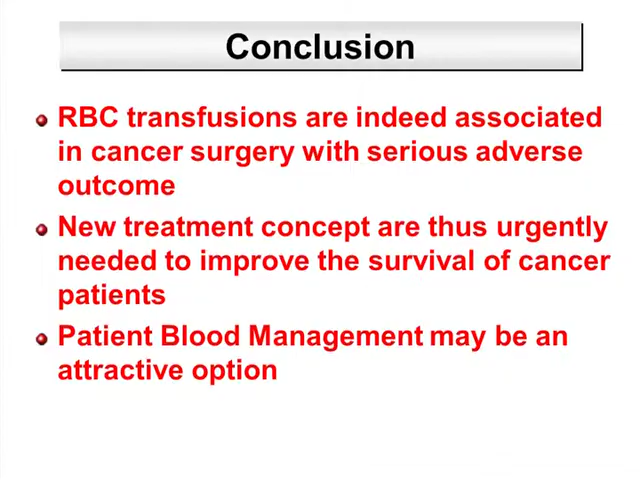 Conclusion
RBC transfusions are indeed associated
in cancer surgery with serious adverse
outcome
New treatment concept are thus urgently
needed to improve the survival of cancer
patients
Patient Blood Management may be an
attractive option